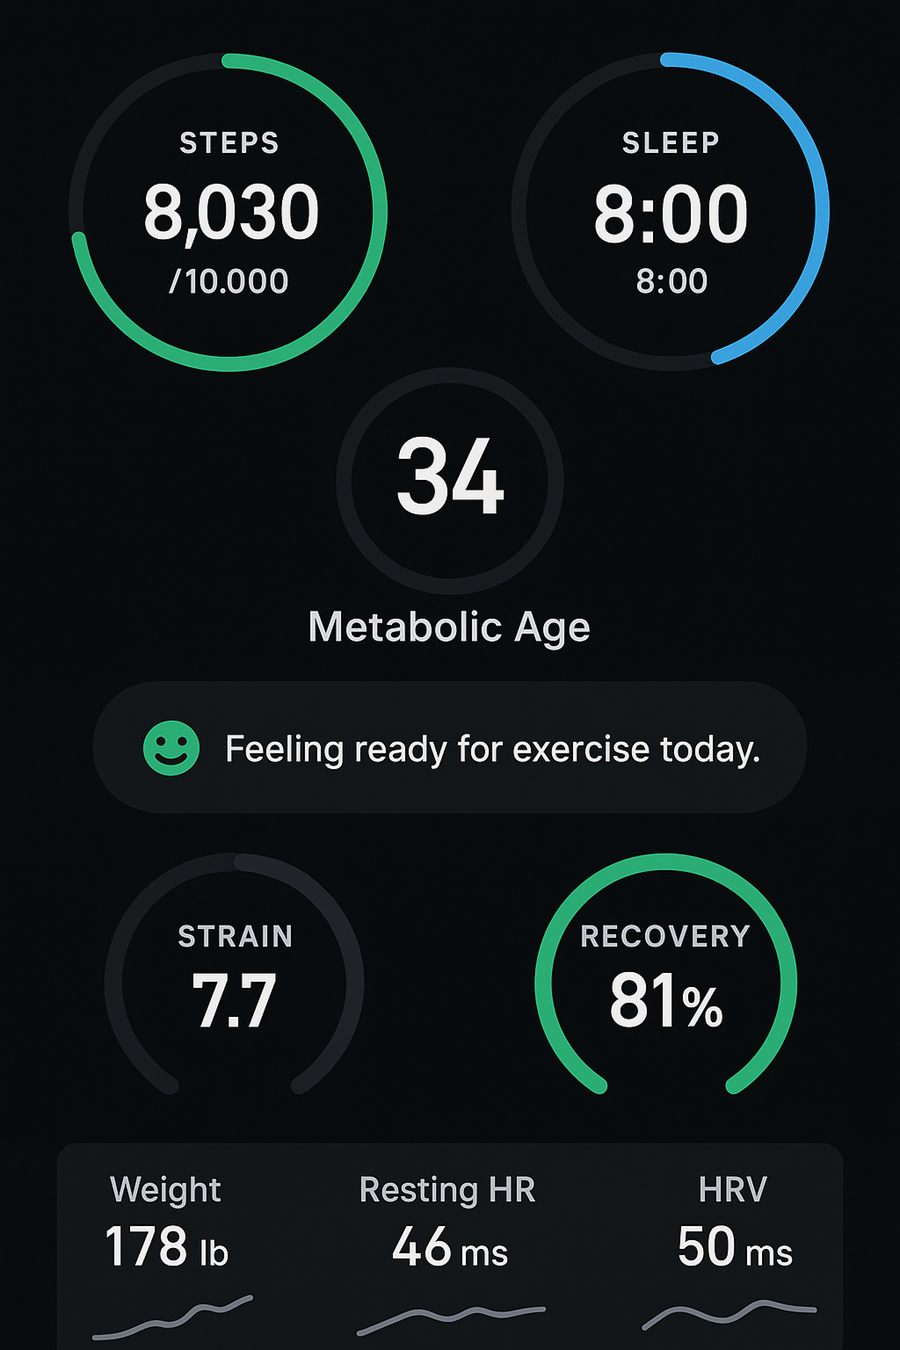 STEPS
8,030
/10.000
SLEEP
8:00
8:00
34
Metabolic Age
Feeling ready for exercise today.
STRAIN
7.7
RECOVERY
81%
Weight
178 lb
Resting HR
46 ms
HRV
50 ms